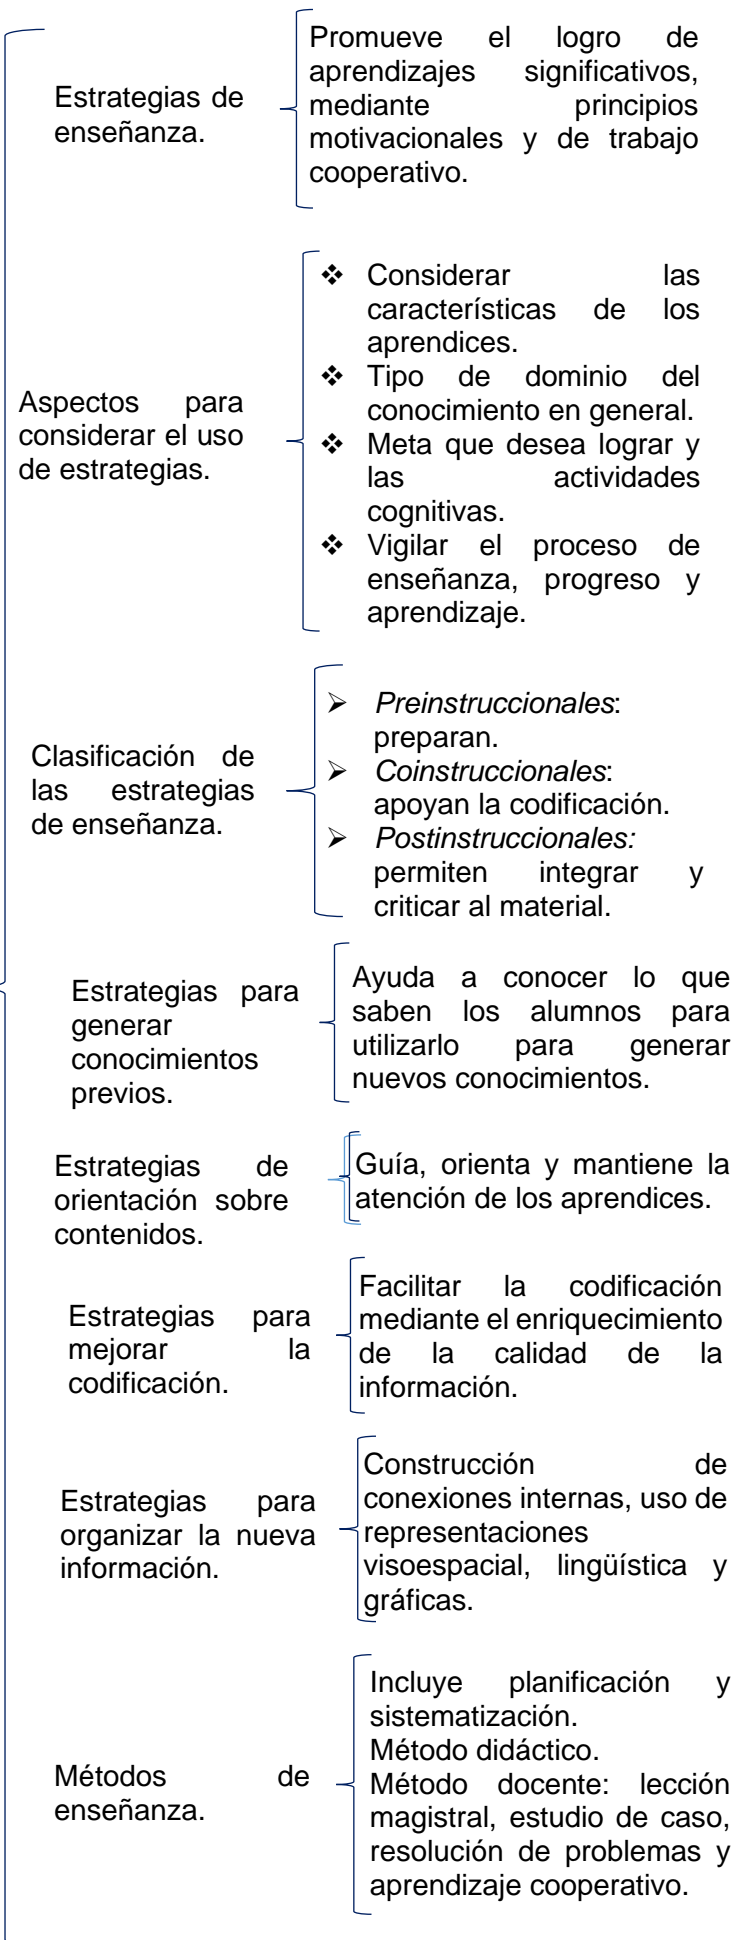 Estrategias de
enseñanza.
Promueve el logro de
aprendizajes significativos,
mediante principios
motivacionales y de trabajo
cooperativo.
Aspectos para
considerar el uso
de estrategias.
❖ Considerar las
características de los
aprendices.
❖ Tipo de dominio del
conocimiento en general.
❖ Meta que desea lograr y
las actividades
cognitivas.
❖ Vigilar el proceso de
enseñanza, progreso y
aprendizaje.
Clasificación de
las estrategias
de enseñanza.
➢ Preinstruccionales:
preparan.
➢ Coinstruccionales:
apoyan la codificación.
➢ Postinstruccionales:
permiten integrar y
criticar al material.
Estrategias para
generar
conocimientos
previos.
Ayuda a conocer lo que
saben los alumnos para
utilizarlo para generar
nuevos conocimientos.
Estrategias de
orientación sobre
contenidos.
Guía, orienta y mantiene la
atención de los aprendices.
Estrategias para
mejorar la
codificación.
Facilitar la codificación
mediante el enriquecimiento
de la calidad de la
información.
Estrategias para
organizar la nueva
información.
Construcción de
conexiones internas, uso de
representaciones
visoespacial, lingüística y
gráficas.
Métodos de
enseñanza.
Incluye planificación y
sistematización.
Método didáctico.
Método docente: lección
magistral, estudio de caso,
resolución de problemas y
aprendizaje cooperativo.